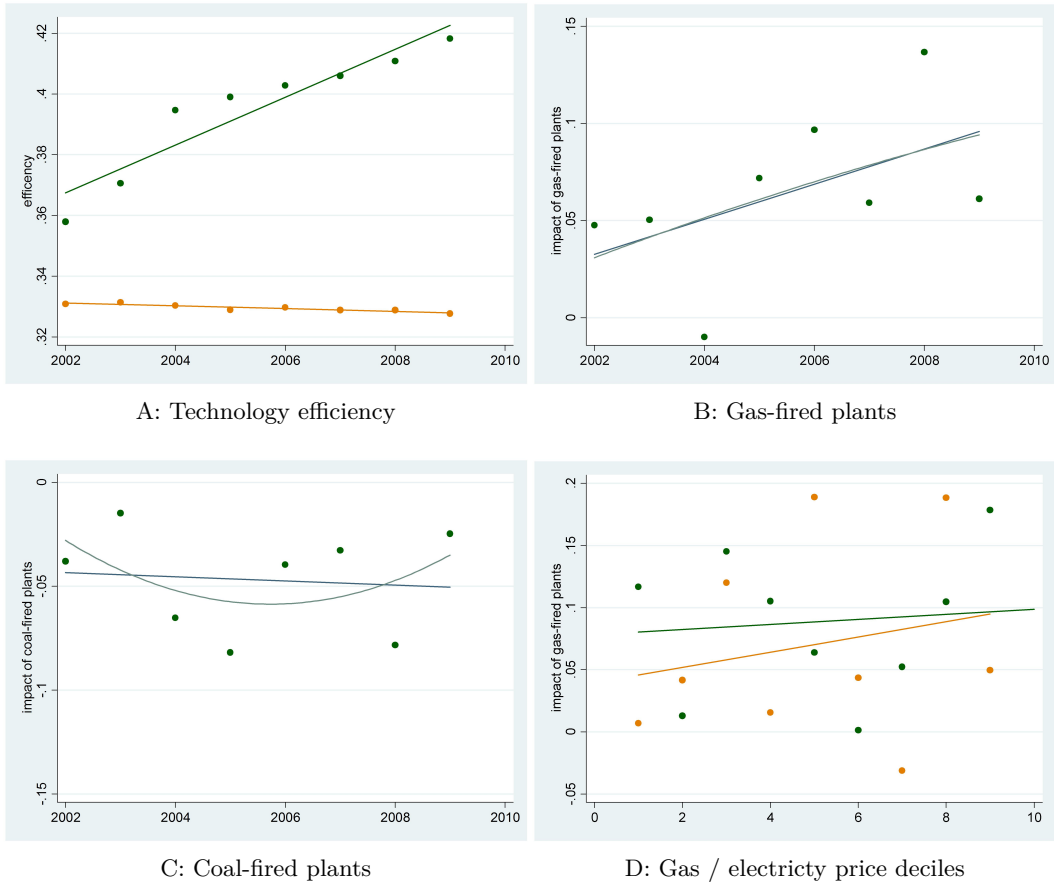 .42
.4
.38
.36
.34
.32
efficency
2002 2004 2006 2008 2010
A: Technology efficiency
.15
.1
.05
0
impact of gas-fired plants
2002 2004 2006 2008 2010
B: Gas-fired plants
0
-.05
-.1
-.15
impact of coal-fired plants
2002 2004 2006 2008 2010
C: Coal-fired plants
.2
.15
.1
.05
0
-.05
impact of gas-fired plants
0 2 4 6 8 10
D: Gas / electricty price deciles